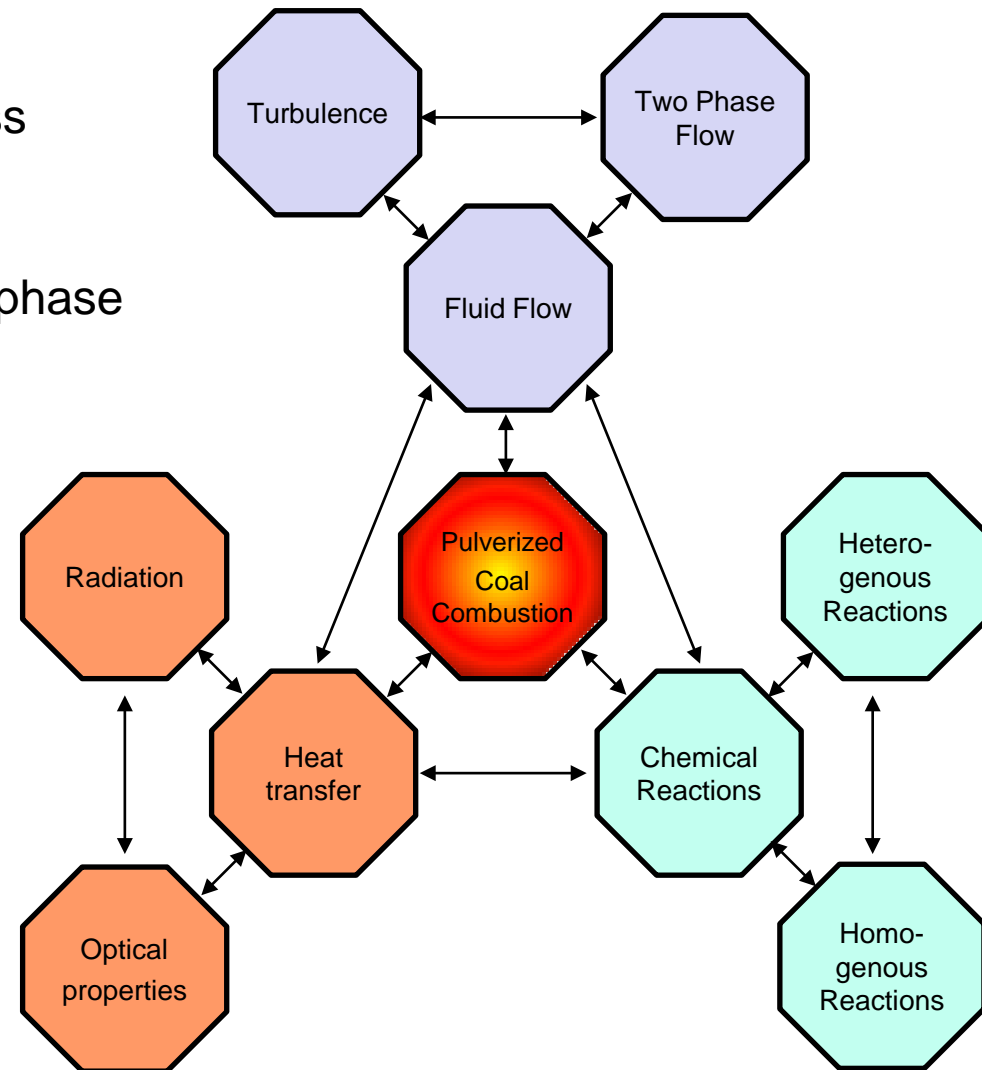 ss
phase
Turbulence
Two Phase
Flow
Fluid Flow
Pulverized
Coal
Combustion
Radiation
Hetero-
genous
Reactions
Heat
transfer
Chemical
Reactions
Optical
properties
Homo-
genous
Reactions